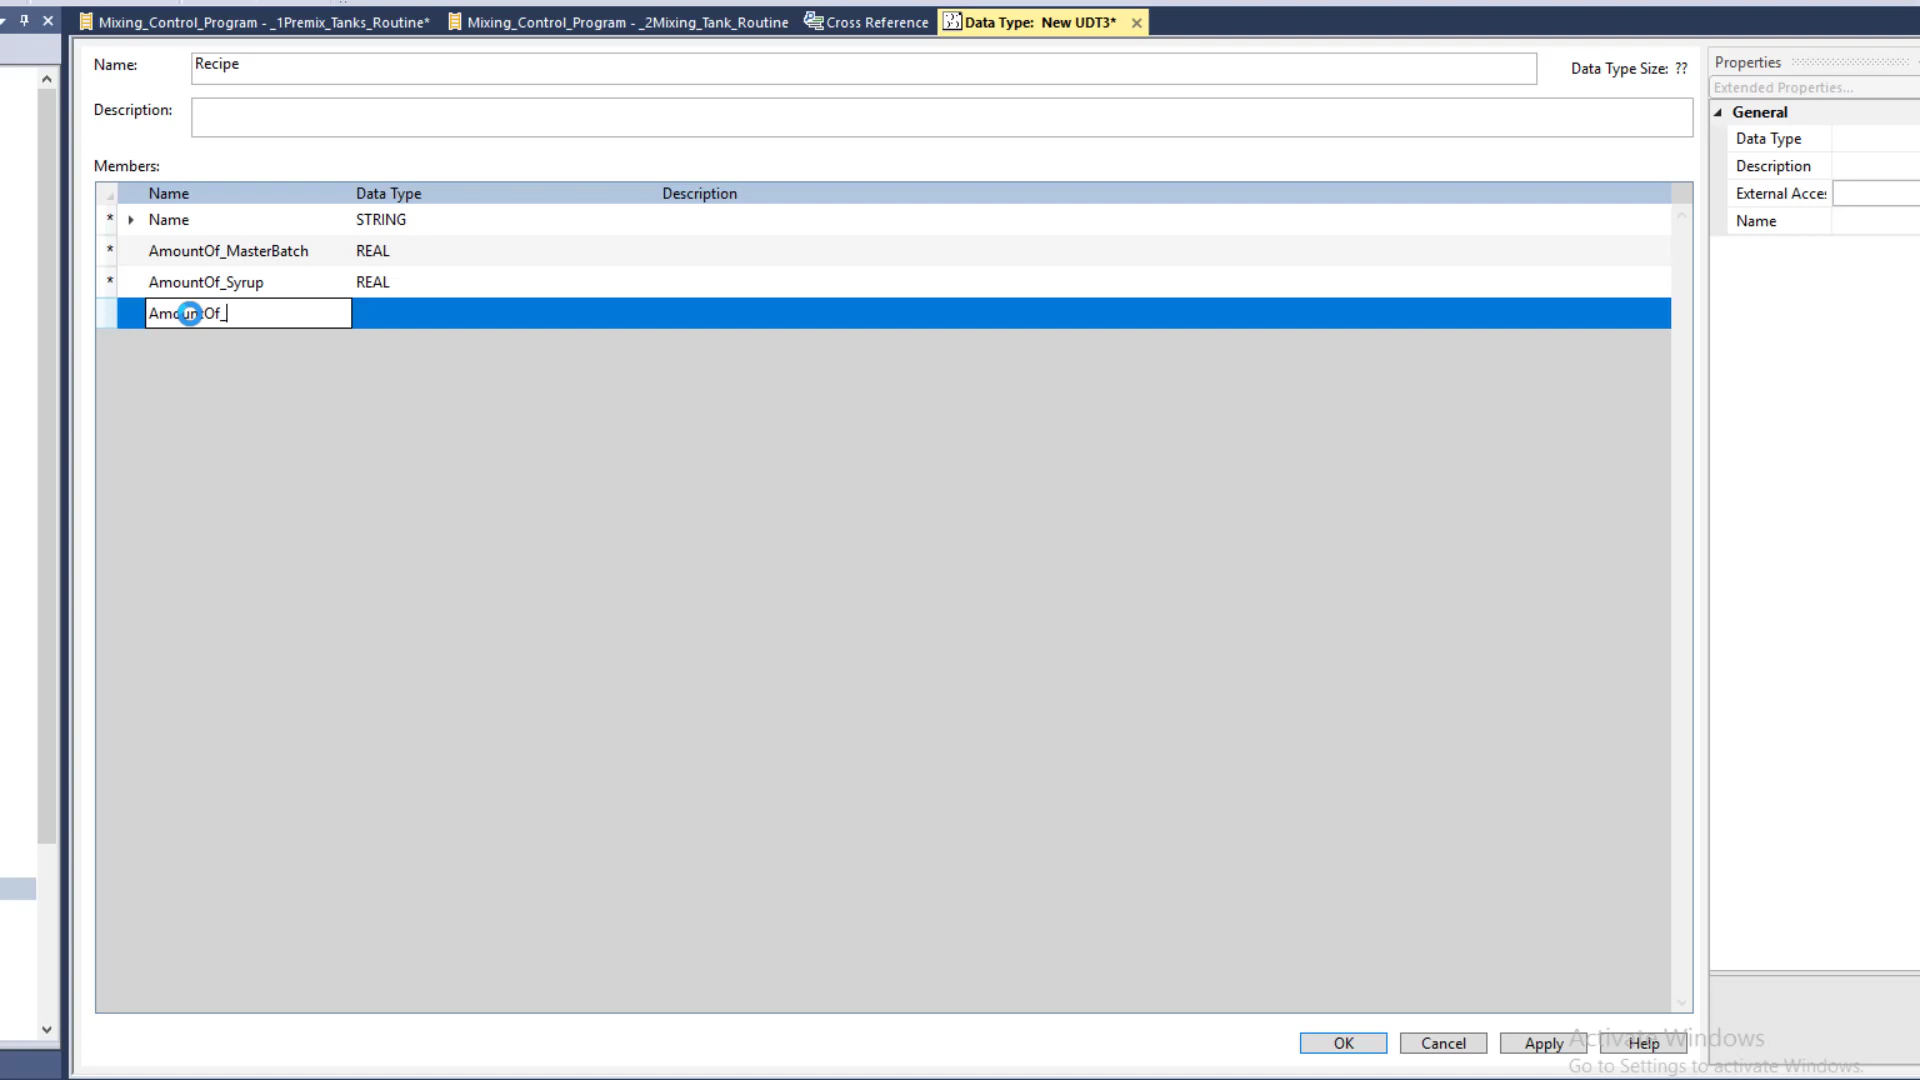 Mixing_Control_Program - _1Premix_Tanks_Routine* Mixing_Control_Program - _2Mixing_Tank_Routine Cross Reference Data Type: New UDT3*
Name: Recipe Data Type Size: ??
Description:
Members:
Name Data Type Description
* Name STRING
* AmountOf_MasterBatch REAL
* AmountOf_Syrup REAL
AmountOf_
OK Cancel Apply Help
Properties
Extended Properties...
General
Data Type
Description
External Acce:
Name
Activate Windows
Go to Settings to activate Windows.